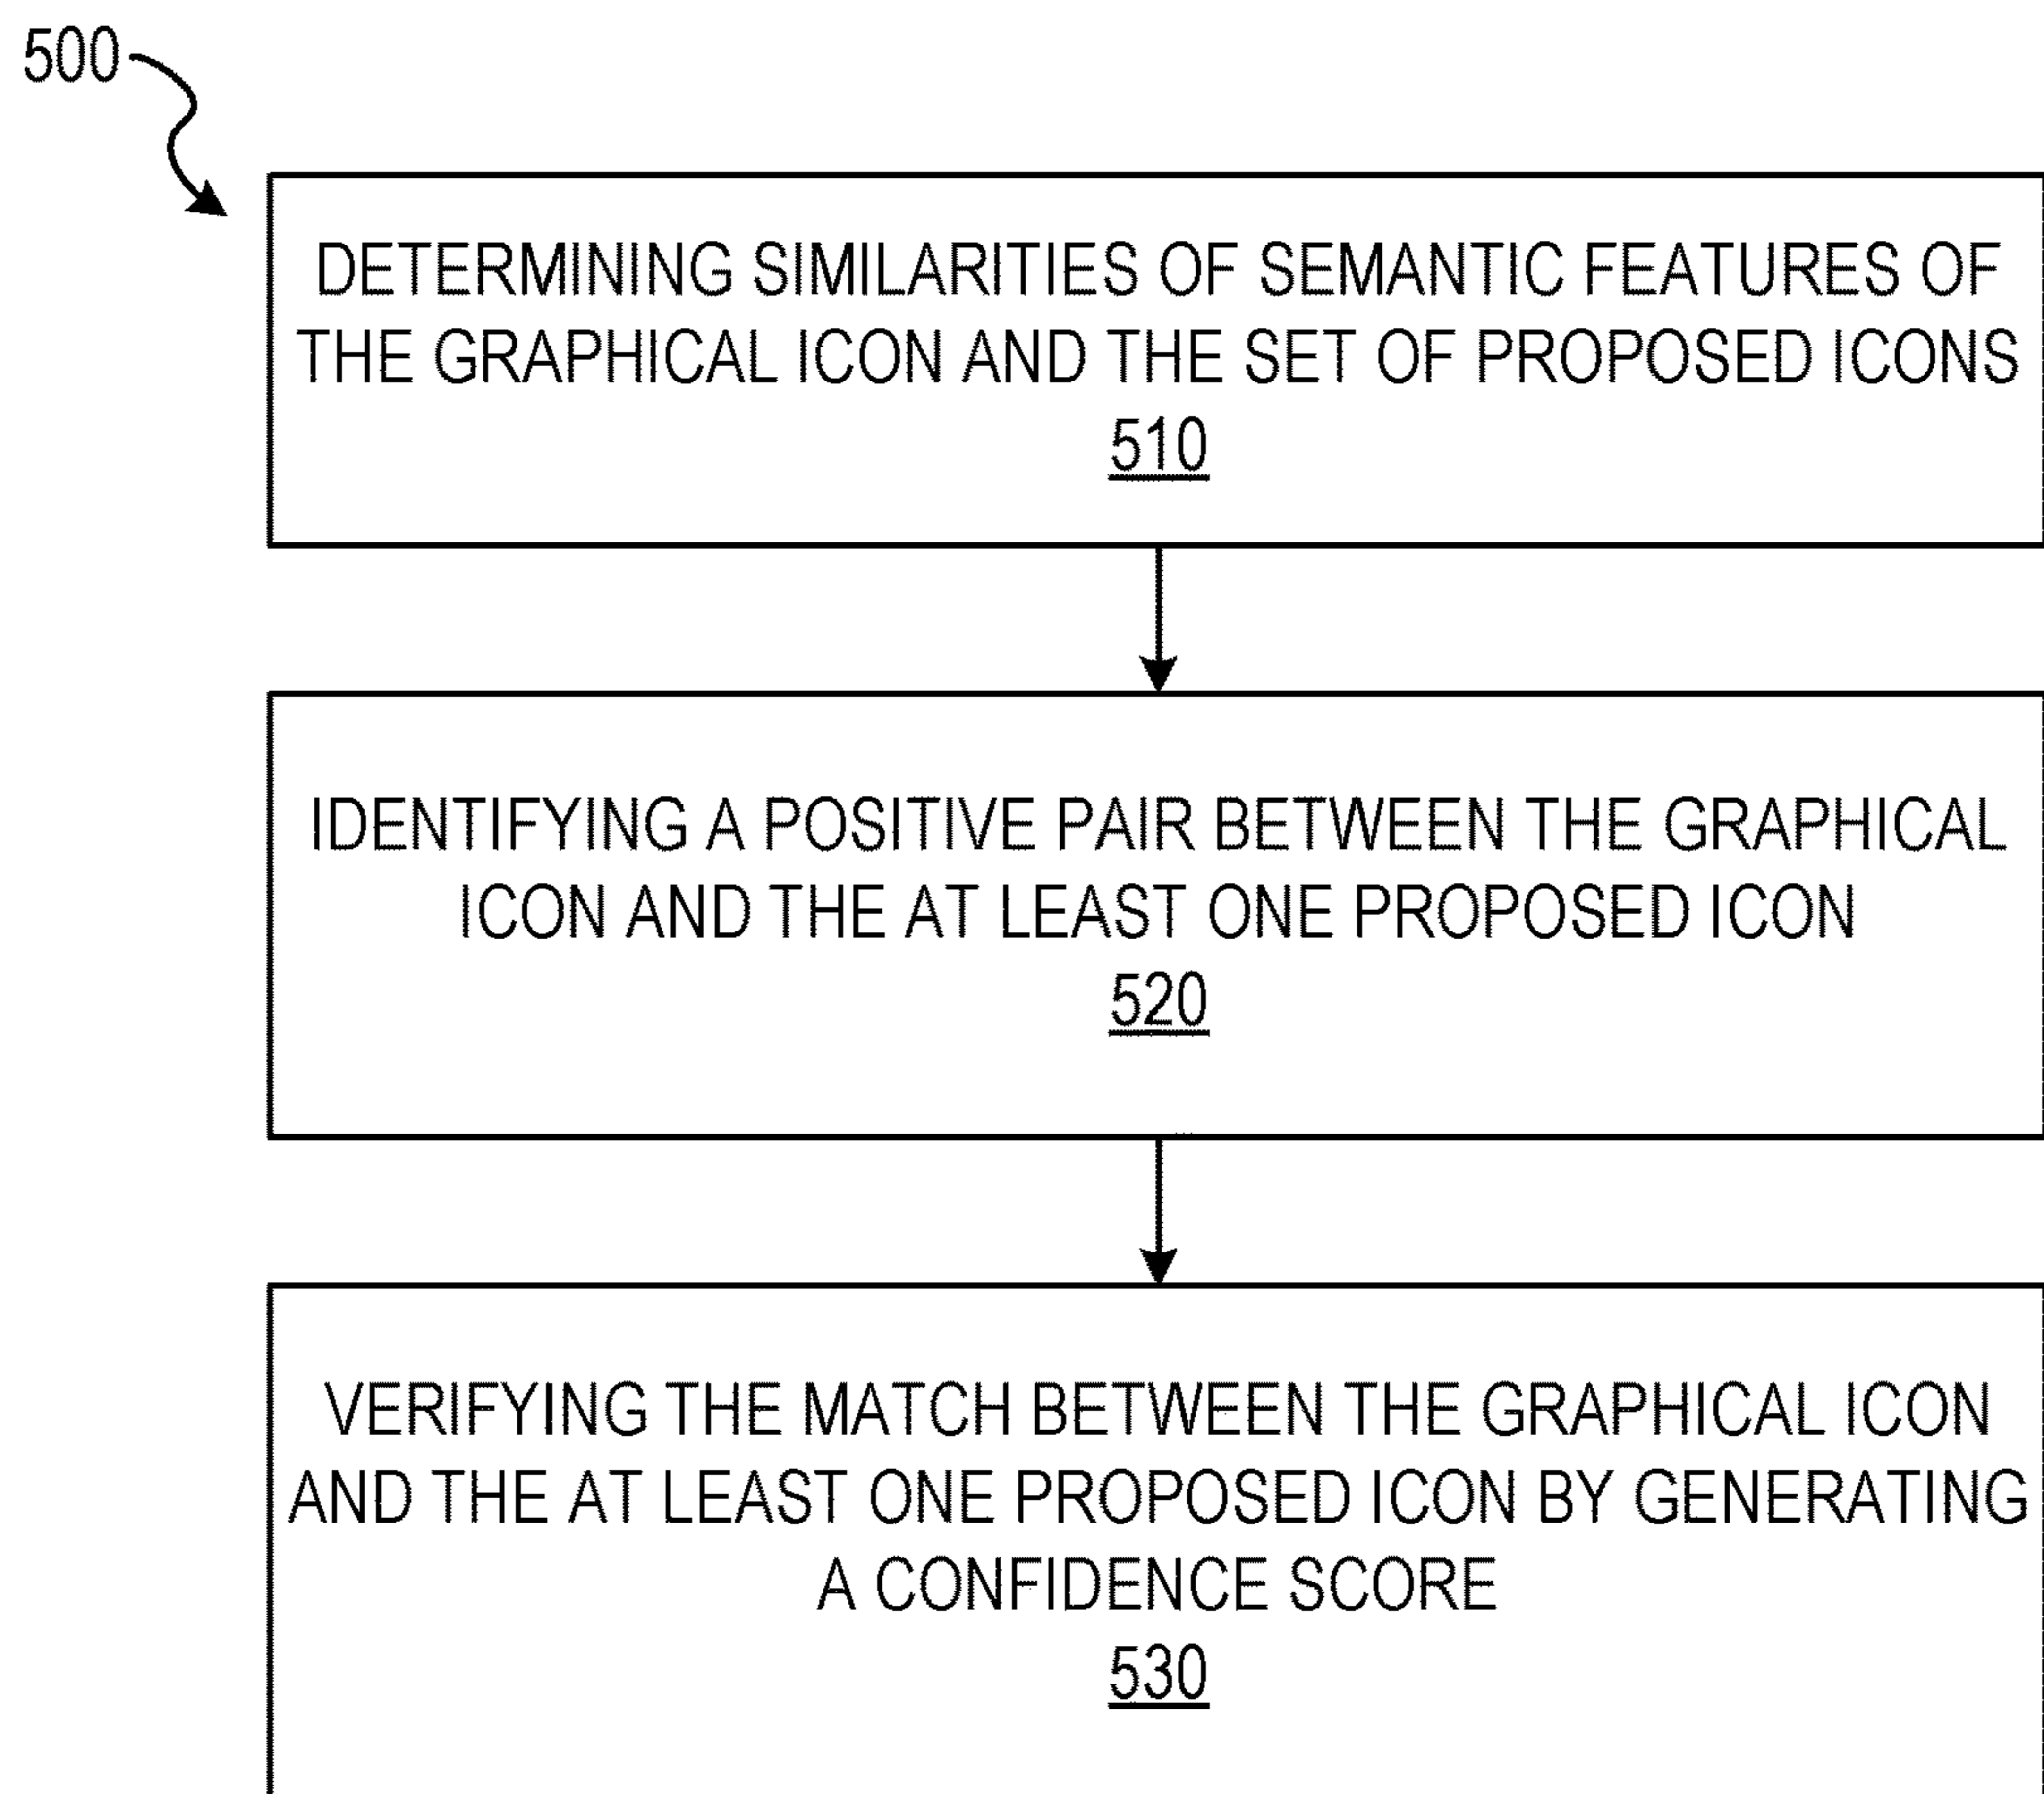 500
DETERMINING SIMILARITIES OF SEMANTIC FEATURES OF
THE GRAPHICAL ICON AND THE SET OF PROPOSED ICONS
510
IDENTIFYING A POSITIVE PAIR BETWEEN THE GRAPHICAL
ICON AND THE AT LEAST ONE PROPOSED ICON
520
VERIFYING THE MATCH BETWEEN THE GRAPHICAL ICON
AND THE AT LEAST ONE PROPOSED ICON BY GENERATING
A CONFIDENCE SCORE
530